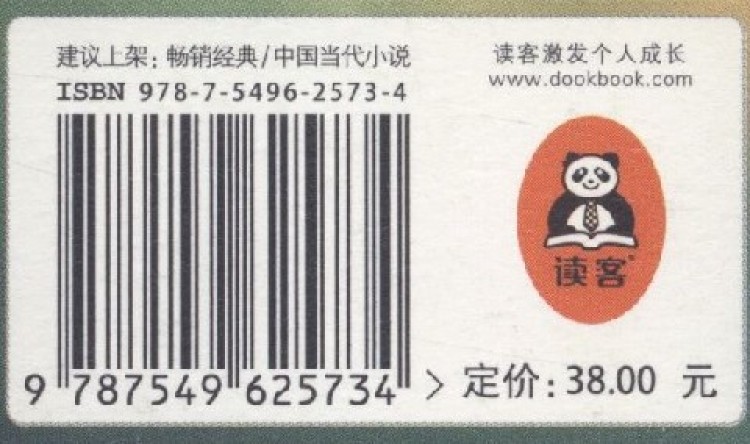 建议上架：畅销经典/中国当代小说
ISBN 978-7-5496-2573-4
9 787549 625734 >
读客激发个人成长
www.dookbook.com
读客®
定价：38.00 元